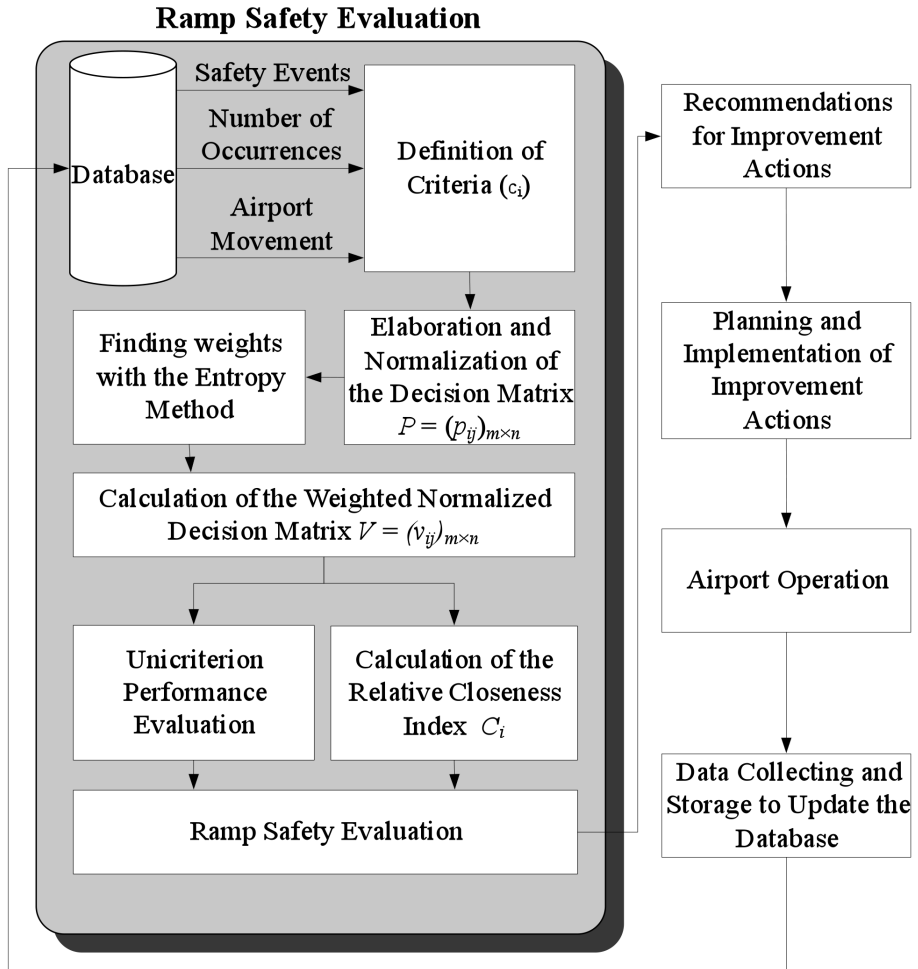 Ramp Safety Evaluation
Safety Events
Number of
Occurrences
Database
Airport
Movement
Definition of
Criteria (cᵢ)
Elaboration and
Normalization of
the Decision Matrix
P = (pᵢⱼ)ₘₓₙ
Finding weights
with the Entropy
Method
Calculation of the Weighted Normalized
Decision Matrix V = (vᵢⱼ)ₘₓₙ
Unicriterion
Performance
Evaluation
Calculation of the
Relative Closeness
Index Cᵢ
Ramp Safety Evaluation
Recommendations
for Improvement
Actions
Planning and
Implementation of
Improvement
Actions
Airport Operation
Data Collecting and
Storage to Update the
Database